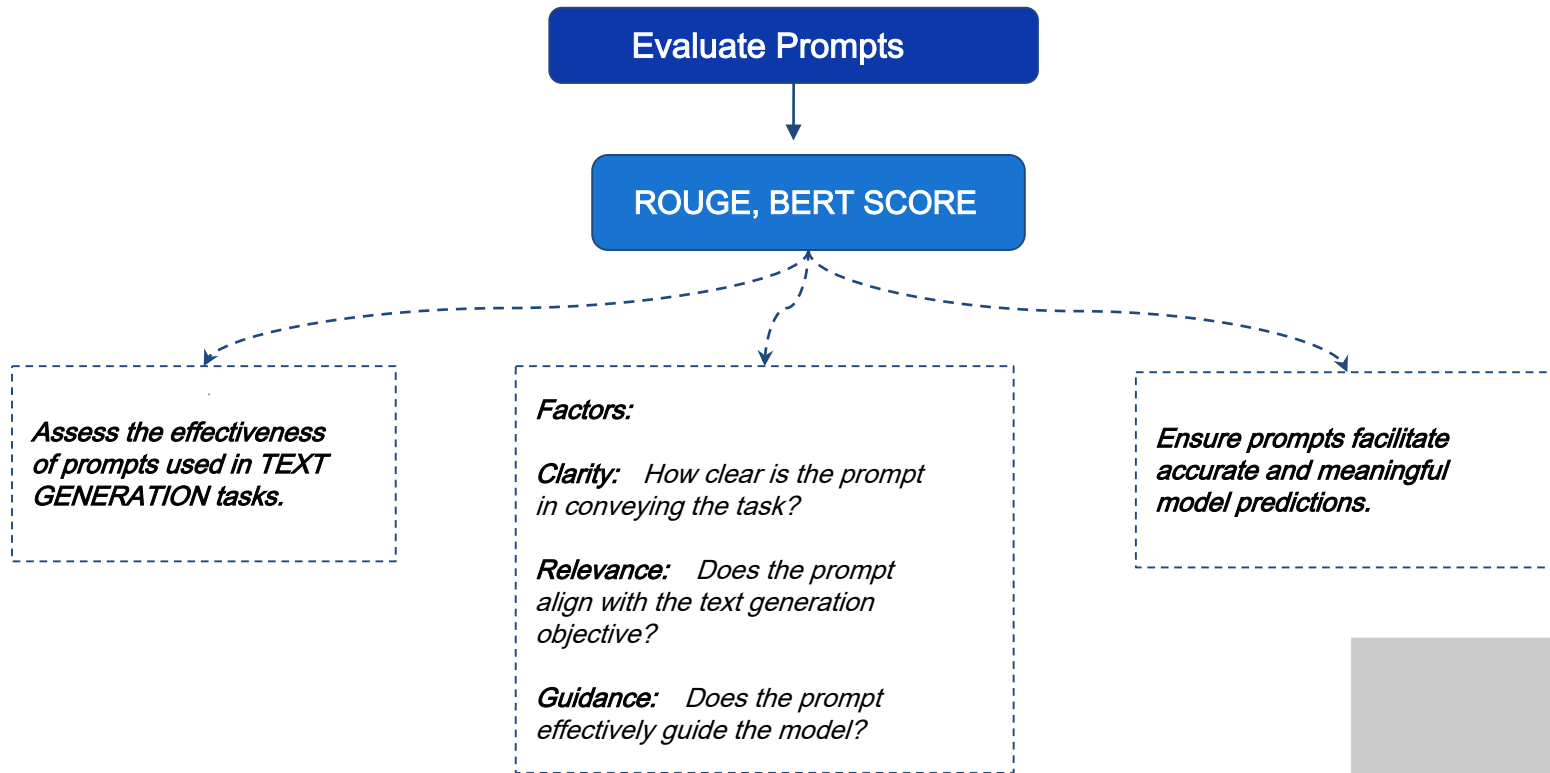 Evaluate Prompts
ROUGE, BERT SCORE
Assess the effectiveness
of prompts used in TEXT
GENERATION tasks.
Factors:
Clarity: How clear is the prompt
in conveying the task?
Relevance: Does the prompt
align with the text generation
objective?
Guidance: Does the prompt
effectively guide the model?
Ensure prompts facilitate
accurate and meaningful
model predictions.